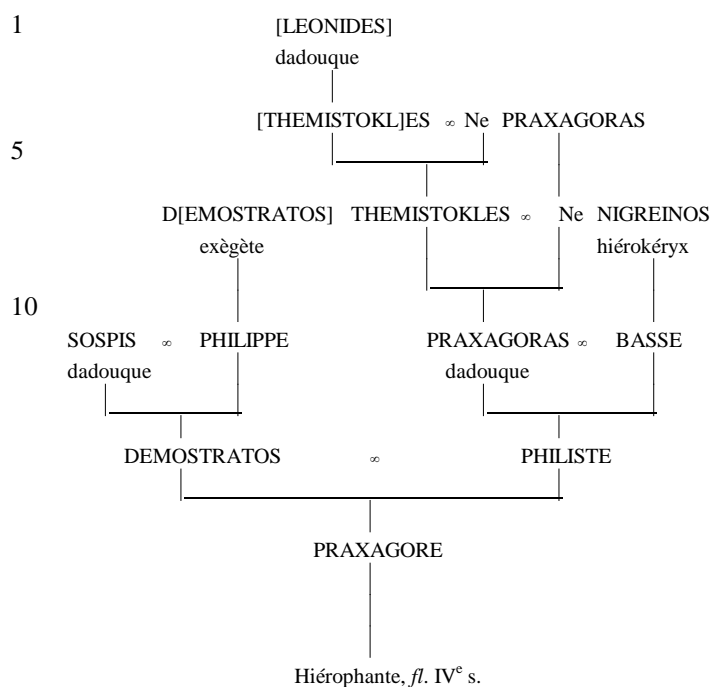 1 [LEONIDES]
dadouque
[THEMISTOKL]ES ∞ Ne PRAXAGORAS
5
D[EMOSTRATOS] THEMISTOKLES ∞ Ne NIGREINOS
exègète hiérokéryx
10
SOSPIS ∞ PHILIPPE PRAXAGORAS ∞ BASSE
dadouque dadouque
DEMOSTRATOS ∞ PHILISTE
PRAXAGORE
Hiérophante, fl. IVe s.